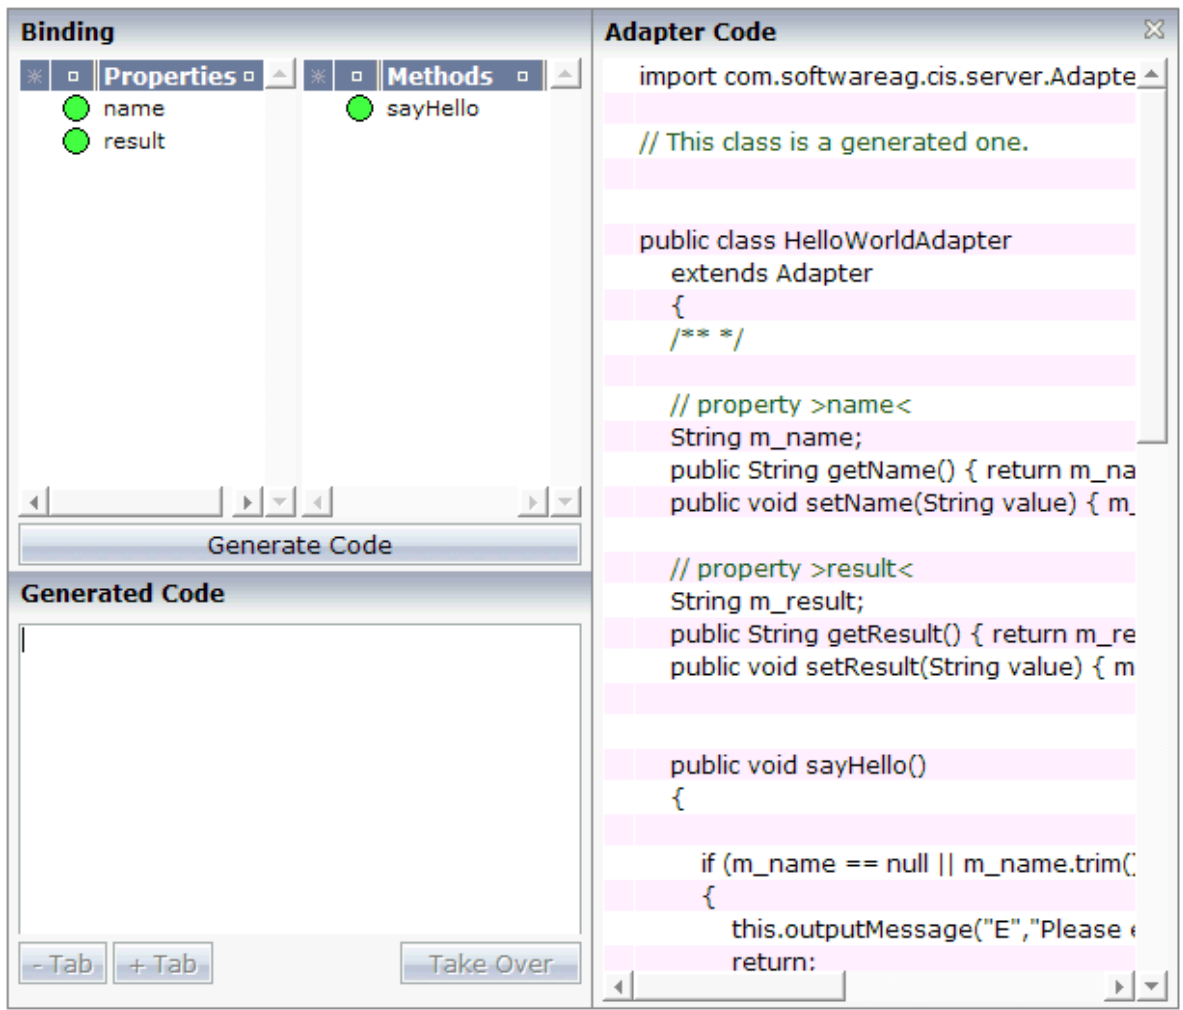 Binding
Properties
Methods
name
sayHello
result
Generate Code
Generated Code
- Tab
+ Tab
Take Over
Adapter Code
import com.softwareag.cis.server.Adapte
// This class is a generated one.
public class HelloWorldAdapter
extends Adapter
{
/** */
// property >name<
String m_name;
public String getName() { return m_na
public void setName(String value) { m_
// property >result<
String m_result;
public String getResult() { return m_re
public void setResult(String value) { m
public void sayHello()
{
if (m_name == null || m_name.trim()
{
this.outputMessage("E","Please e
return;